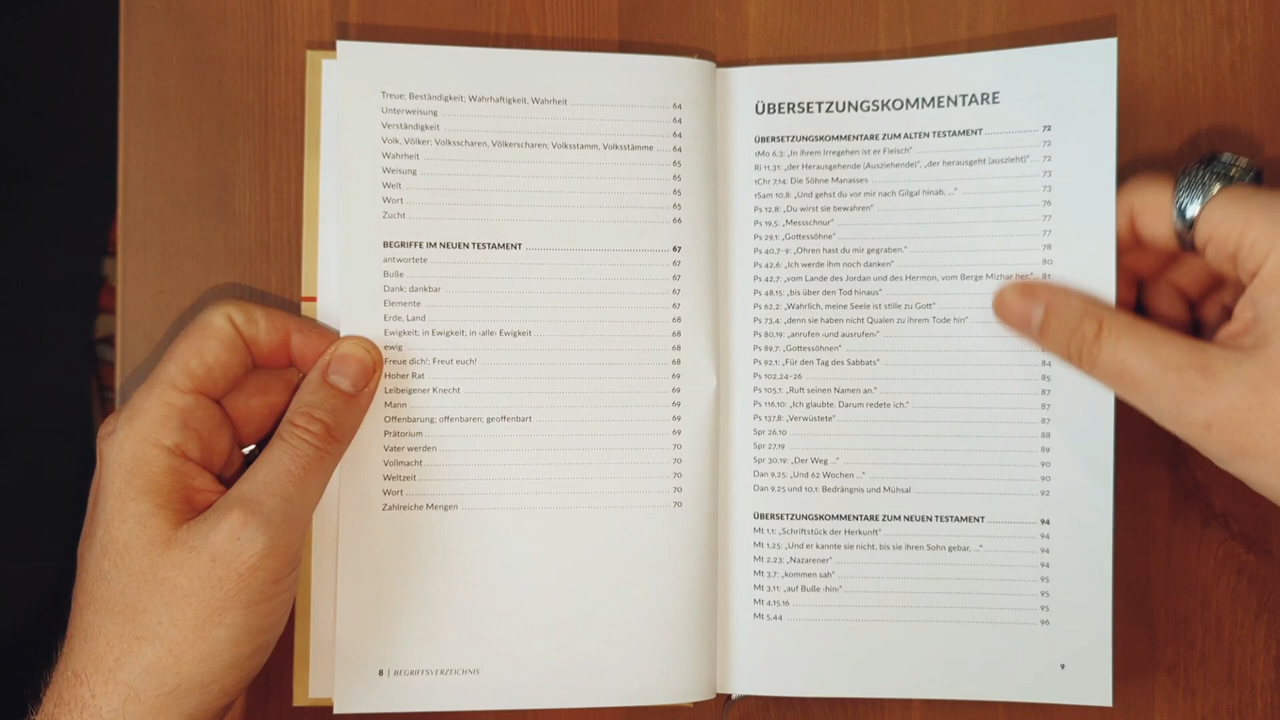 Treue; Beständigkeit; Wahrhaftigkeit, Wahrheit ........ 64
Unterweisung ........ 64
Verständigkeit ........ 64
Volk, Völker; Volksscharen, Völkerscharen; Volksstamm, Volksstämme ........ 64
Wahrheit ........ 65
Weisung ........ 65
Welt ........ 65
Wort ........ 65
Zucht ........ 66
BEGRIFFE IM NEUEN TESTAMENT ........ 67
antwortete ........ 67
Buße ........ 67
Dank; dankbar ........ 67
Elemente ........ 67
Erde, Land ........ 68
Ewigkeit; in Ewigkeit; in ‹alle› Ewigkeit ........ 68
ewig ........ 68
Freue dich!; Freut euch! ........ 68
Hoher Rat ........ 69
Leibeigener Knecht ........ 69
Mann ........ 69
Offenbarung; offenbaren; geoffenbart ........ 69
Prätorium ........ 69
Vater werden ........ 70
Vollmacht ........ 70
Weltzeit ........ 70
Wort ........ 70
Zahlreiche Mengen ........ 70
8 | BEGRIFFSVERZEICHNIS
ÜBERSETZUNGSKOMMENTARE
ÜBERSETZUNGSKOMMENTARE ZUM ALTEN TESTAMENT ........ 72
1Mo 6,3: „In ihrem Irregehen ist er Fleisch“ ........ 72
Ri 11,31: „der Herausgehende (Ausziehende)“, „der herausgeht (auszieht)“ ........ 72
1Chr 7,14: Die Söhne Manasses ........ 73
1Sam 10,8: „Und gehst du vor mir nach Gilgal hinab, ...“ ........ 73
Ps 12,8: „Du wirst sie bewahren“ ........ 76
Ps 19,5: „Messschnur“ ........ 77
Ps 29,1: „Gottessöhne“ ........ 77
Ps 40,7-9: „Ohren hast du mir gegraben.“ ........ 78
Ps 42,6: „Ich werde ihm noch danken“ ........ 80
Ps 42,7: „vom Lande des Jordan und des Hermon, vom Berge Mizhar her.“ ........ 81
Ps 48,15: „bis über den Tod hinaus“ ........
Ps 62,2: „Wahrlich, meine Seele ist stille zu Gott“ ........
Ps 73,4: „denn sie haben nicht Qualen zu ihrem Tode hin“ ........
Ps 80,19: „anrufen ‹und ausrufen›“ ........
Ps 89,7: „Gottessöhnen“ ........
Ps 92,1: „Für den Tag des Sabbats“ ........ 84
Ps 102,24-26 ........ 85
Ps 105,1: „Ruft seinen Namen an.“ ........ 87
Ps 116,10: „Ich glaubte. Darum redete ich.“ ........ 87
Ps 137,8: „Verwüstete“ ........ 87
Spr 26,10 ........ 88
Spr 27,19 ........ 89
Spr 30,19: „Der Weg ...“ ........ 90
Dan 9,25: „Und 62 Wochen ...“ ........ 90
Dan 9,25 und 10,1: Bedrängnis und Mühsal ........ 92
ÜBERSETZUNGSKOMMENTARE ZUM NEUEN TESTAMENT ........ 94
Mt 1,1: „Schriftstück der Herkunft“ ........ 94
Mt 1,25: „Und er kannte sie nicht, bis sie ihren Sohn gebar, ...“ ........ 94
Mt 2,23: „Nazarener“ ........ 94
Mt 3,7: „kommen sah“ ........ 95
Mt 3,11: „auf Buße ‹hin›“ ........ 95
Mt 4,15.16 ........ 95
Mt 5,44 ........ 96
9